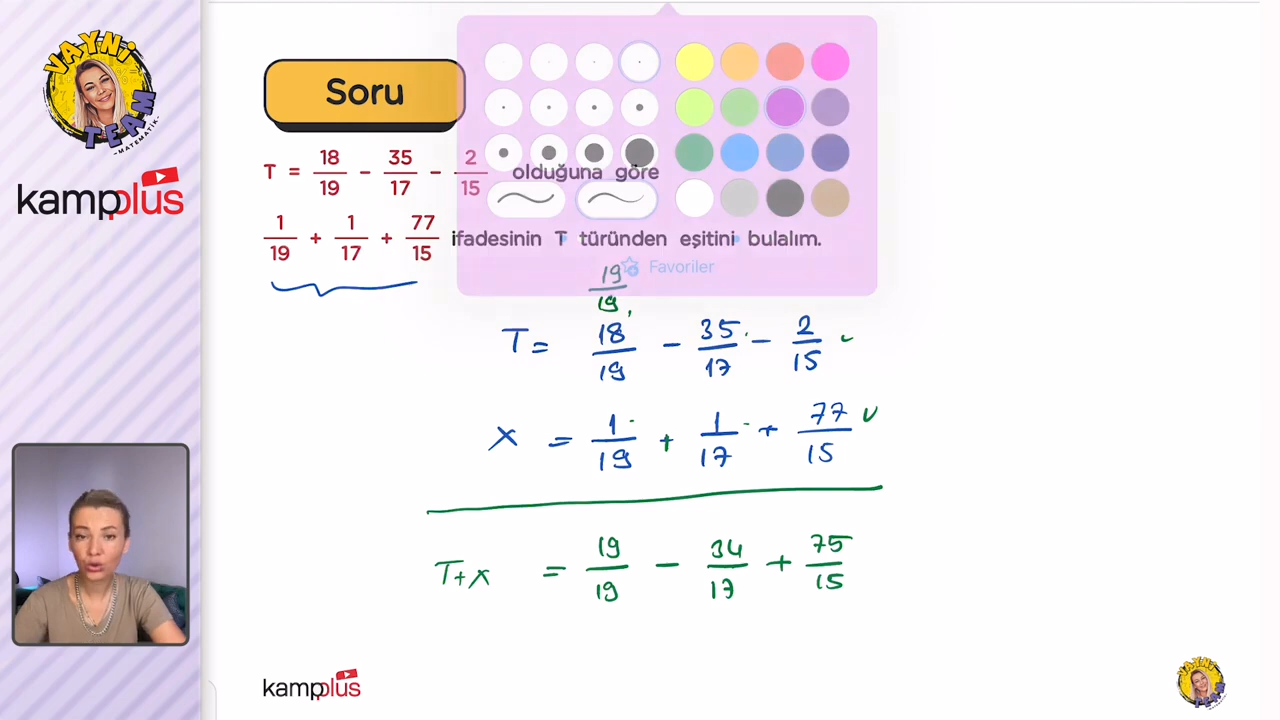 VAYNİ
TEAM
-MATEMATİK-
kampplus
Soru
T = 18/19 - 35/17 - 2/15 olduğuna göre
1/19 + 1/17 + 77/15 ifadesinin T türünden eşitini bulalım.
Favoriler
19/19
T = 18/19 - 35/17 - 2/15
x = 1/19 + 1/17 + 77/15
T+x = 19/19 - 34/17 + 75/15
kampplus
VAYNİ
TEAM